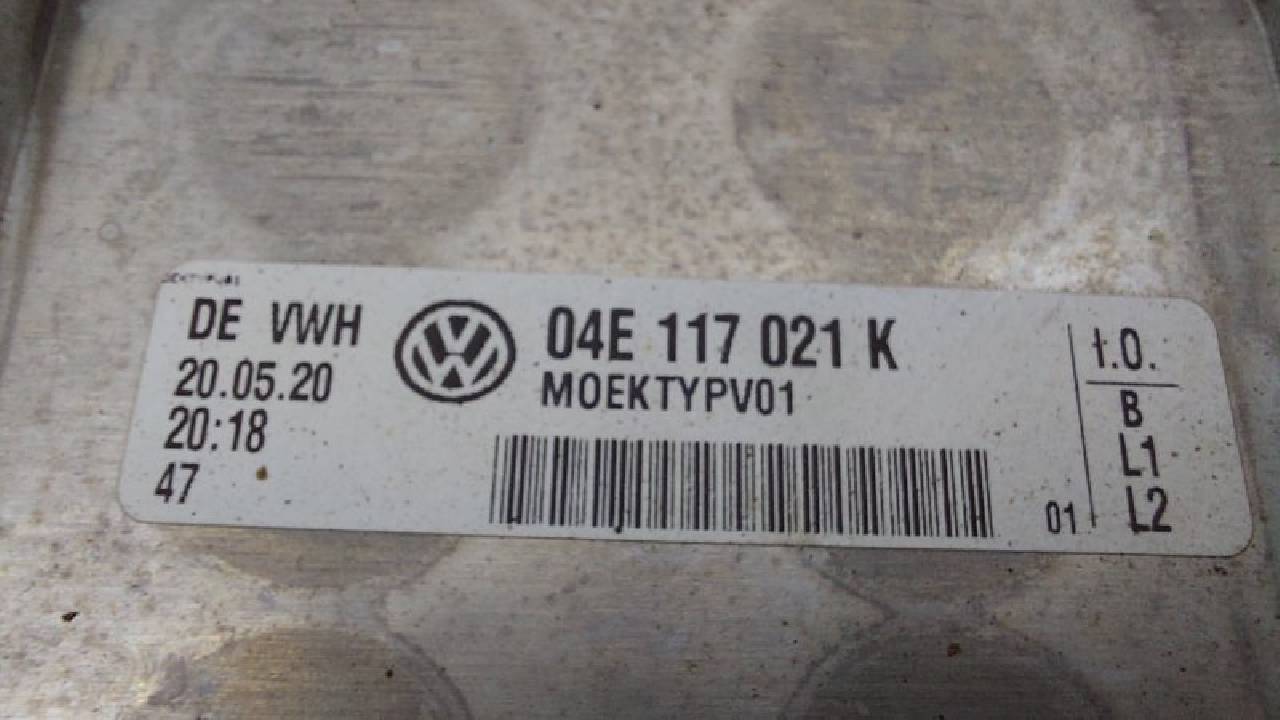 DE VWH
20.05.20
20:18
47
04E 117 021 K
MOEKTYPV01
01
I.O.
B
L1
L2